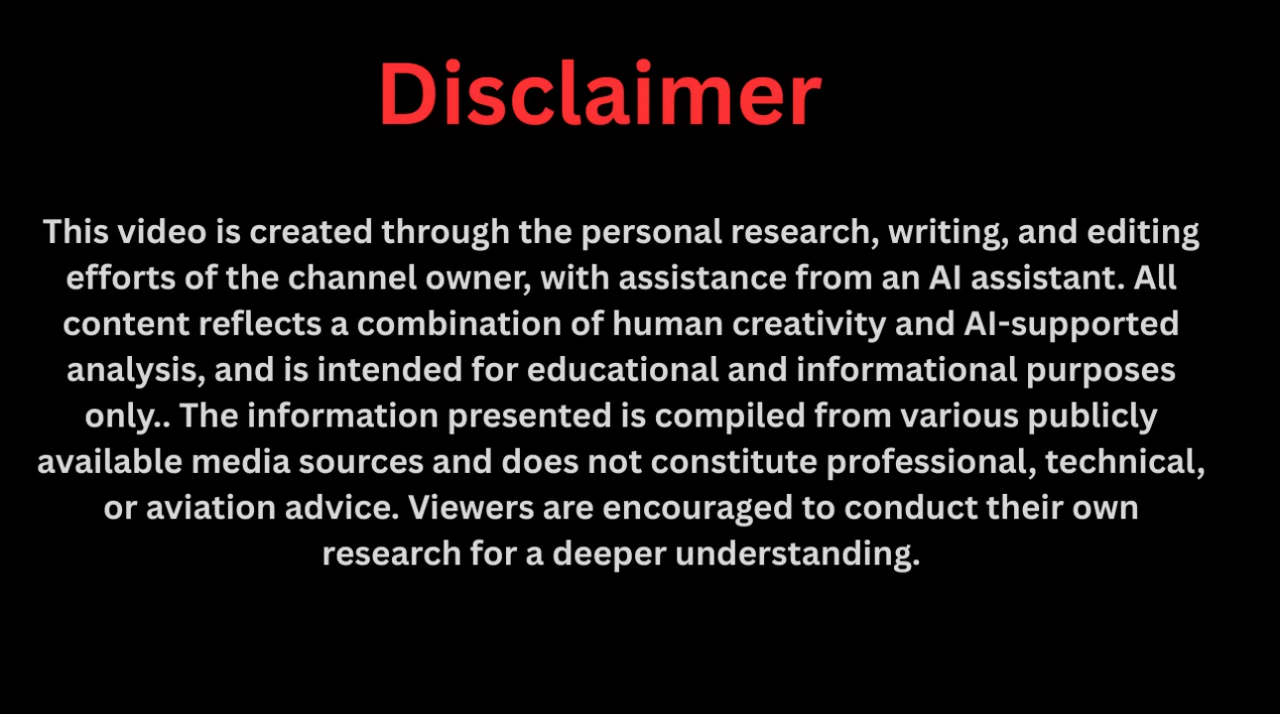 Disclaimer
This video is created through the personal research, writing, and editing
efforts of the channel owner, with assistance from an AI assistant. All
content reflects a combination of human creativity and AI-supported
analysis, and is intended for educational and informational purposes
only.. The information presented is compiled from various publicly
available media sources and does not constitute professional, technical,
or aviation advice. Viewers are encouraged to conduct their own
research for a deeper understanding.